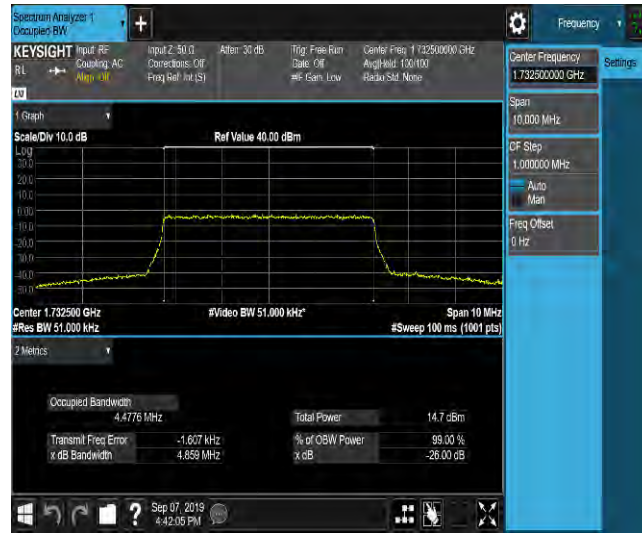 Spectrum Analyzer 1
Occupied BW
+
Frequency
KEYSIGHT Input: RF
RL
Coupling: AC
Align: Off
Input Z: 50 Ω
Corrections: Off
Freq Ref: Int (S)
Atten: 30 dB
Trig: Free Run
Gate: Off
#IF Gain: Low
Center Freq: 1.732500000 GHz
Avg|Hold: 100/100
Radio Std: None
LXI
Settings
Center Frequency
1.732500000 GHz
Span
10.000 MHz
CF Step
1.000000 MHz
Auto
Man
Freq Offset
0 Hz
1 Graph
Scale/Div 10.0 dB
Ref Value 40.00 dBm
Log
30.0
20.0
10.0
0.00
-10.0
-20.0
-30.0
-40.0
-50.0
Center 1.732500 GHz
#Video BW 51.000 kHz*
Span 10 MHz
#Res BW 51.000 kHz
#Sweep 100 ms (1001 pts)
2 Metrics
Occupied Bandwidth
4.4776 MHz
Total Power 14.7 dBm
Transmit Freq Error -1.607 kHz
% of OBW Power 99.00 %
x dB Bandwidth 4.859 MHz
x dB -26.00 dB
?
Sep 07, 2019
4:42:05 PM